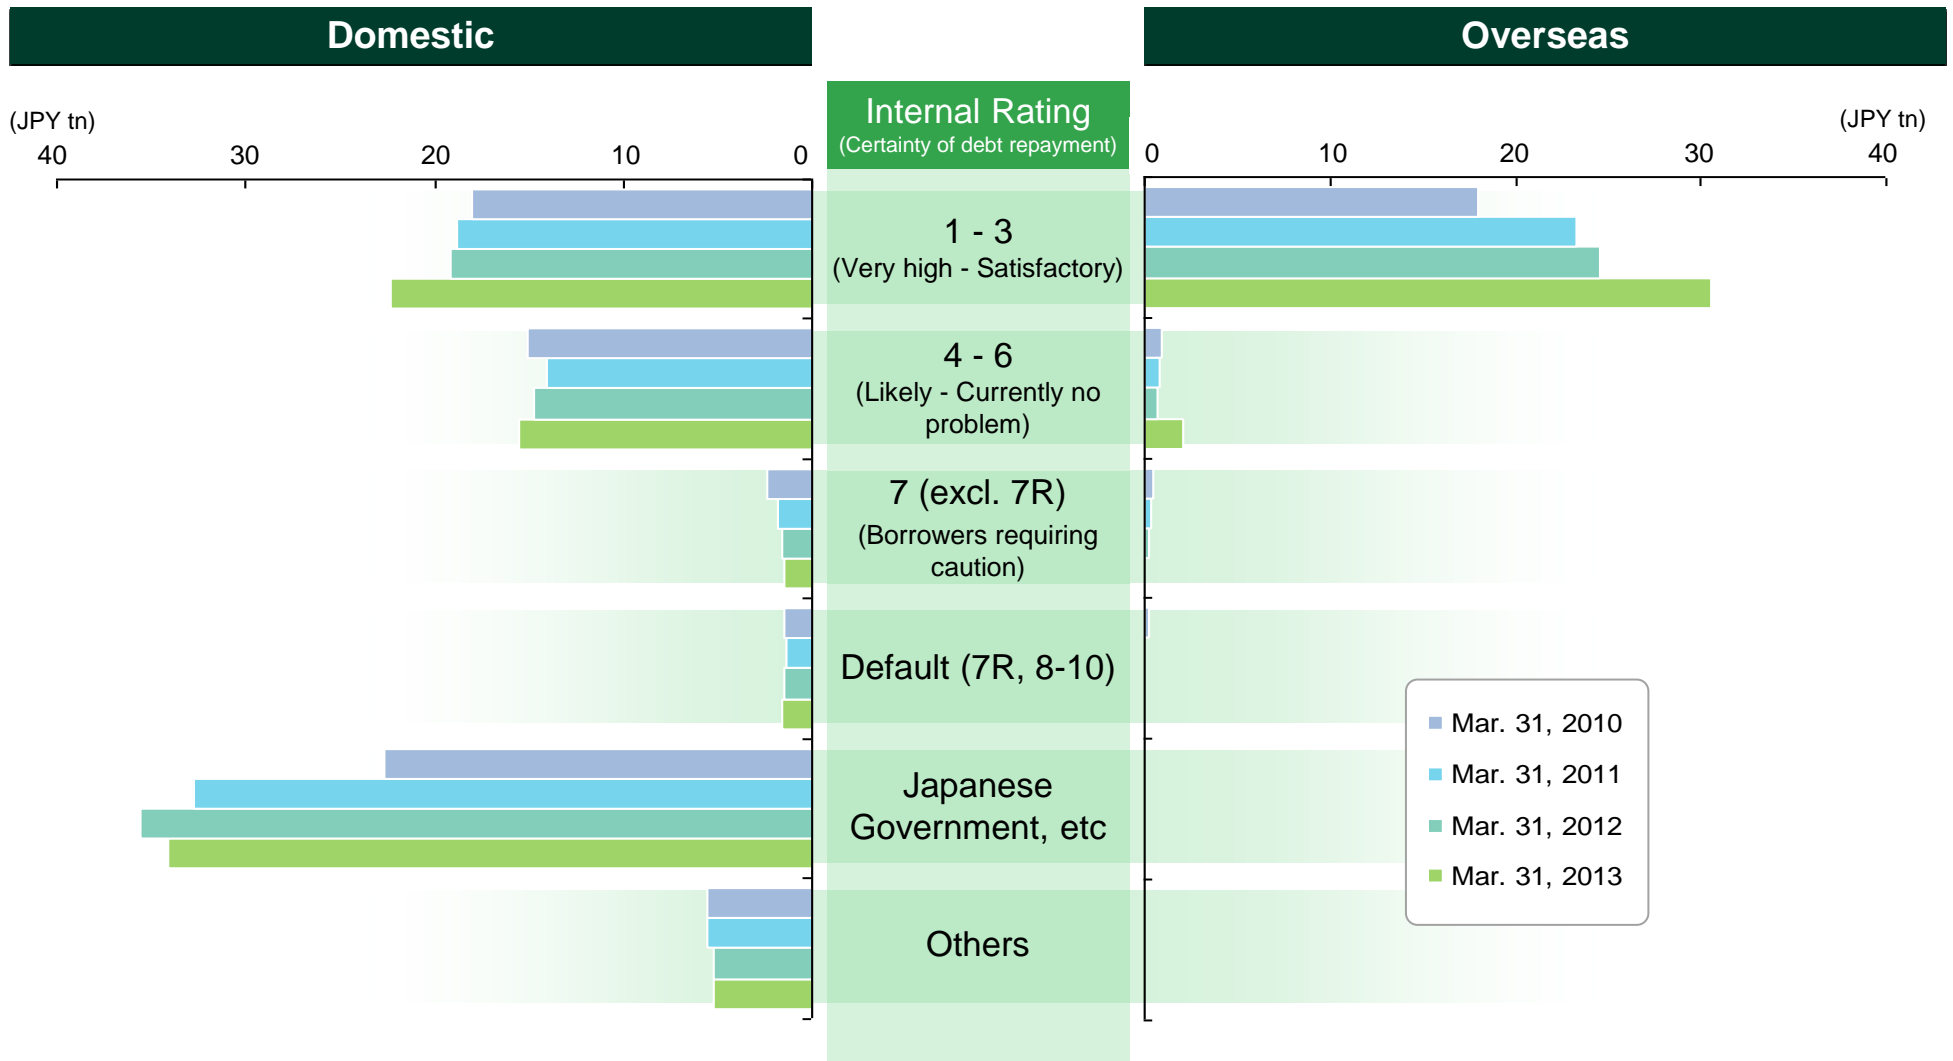 Domestic
Overseas
Internal Rating
(Certainty of debt repayment)
(JPY tn)
(JPY tn)
40 30 20 10 0
0 10 20 30 40
1 - 3
(Very high - Satisfactory)
4 - 6
(Likely - Currently no
problem)
7 (excl. 7R)
(Borrowers requiring
caution)
Default (7R, 8-10)
Japanese
Government, etc
Others
Mar. 31, 2010
Mar. 31, 2011
Mar. 31, 2012
Mar. 31, 2013